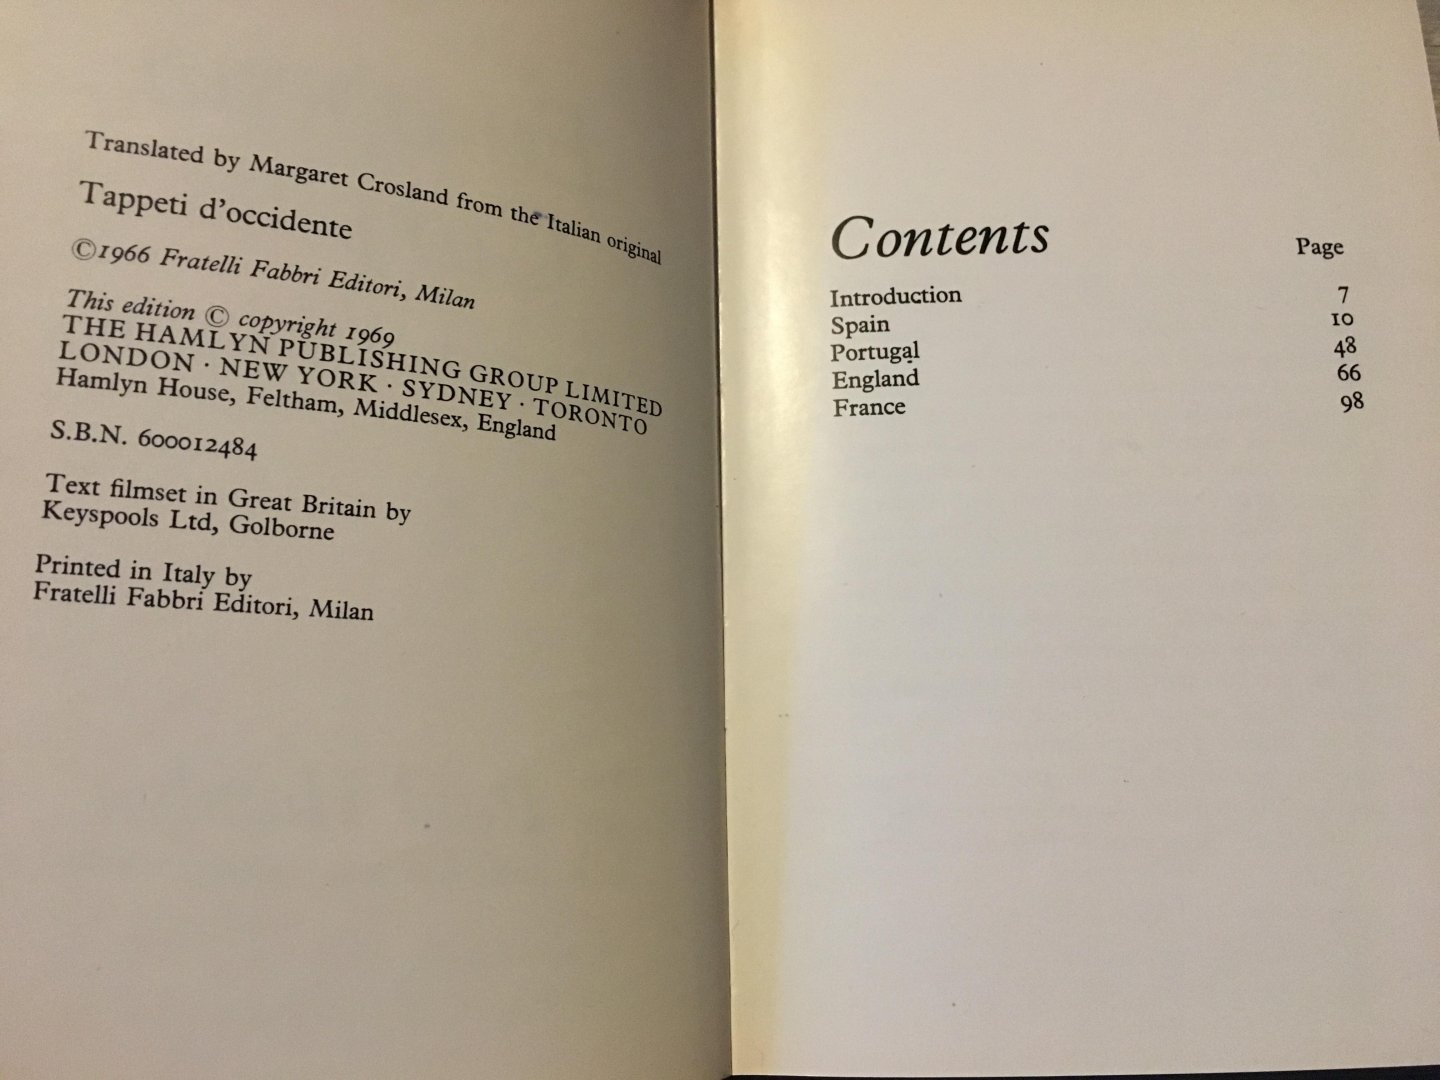 Translated by Margaret Crosland from the Italian original
Tappeti d'occidente
©1966 Fratelli Fabbri Editori, Milan
This edition © copyright 1969
THE HAMLYN PUBLISHING GROUP LIMITED
LONDON · NEW YORK · SYDNEY · TORONTO
Hamlyn House, Feltham, Middlesex, England
S.B.N. 600012484
Text filmset in Great Britain by
Keyspools Ltd, Golborne
Printed in Italy by
Fratelli Fabbri Editori, Milan
Contents Page
Introduction 7
Spain 10
Portugal 48
England 66
France 98